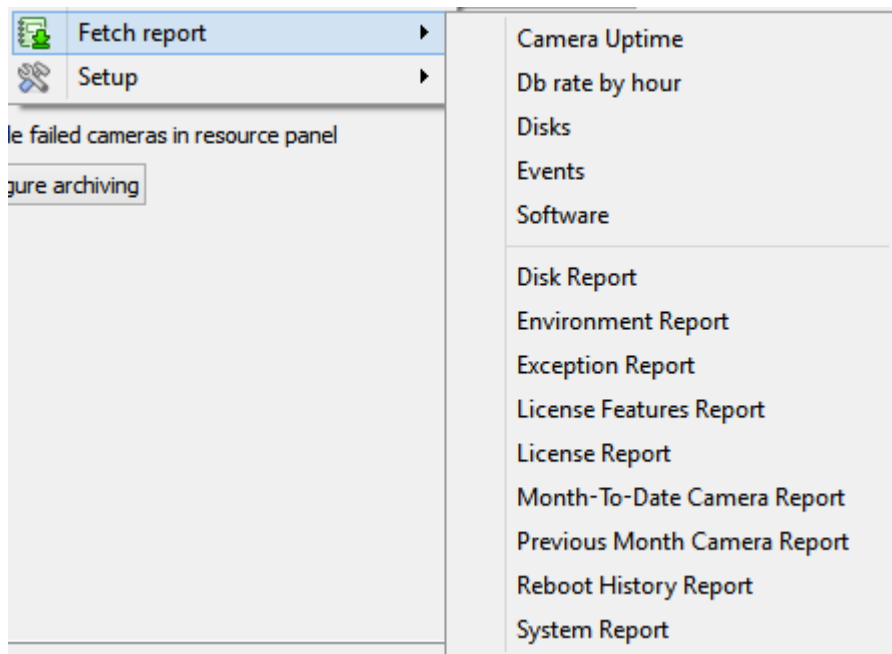 Fetch report
Setup
failed cameras in resource panel
archiving
Camera Uptime
Db rate by hour
Disks
Events
Software
Disk Report
Environment Report
Exception Report
License Features Report
License Report
Month-To-Date Camera Report
Previous Month Camera Report
Reboot History Report
System Report